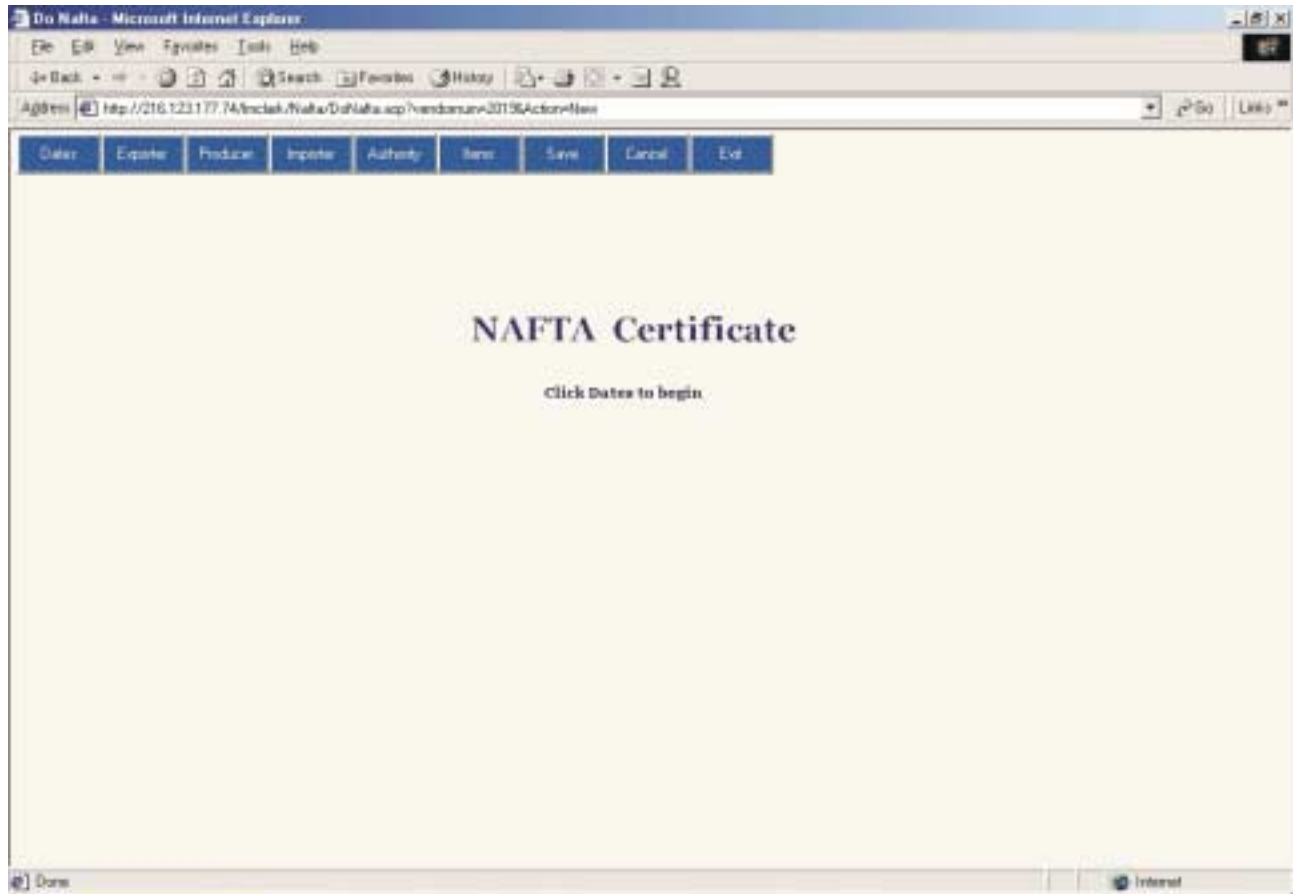 Do Nafta - Microsoft Internet Explorer
File Edit View Favorites Tools Help
Back Search Favorites History
Address Go Links
Dates Exporter Producer Importer Authority Items Save Cancel Exit
NAFTA Certificate
Click Dates to begin
Done Internet